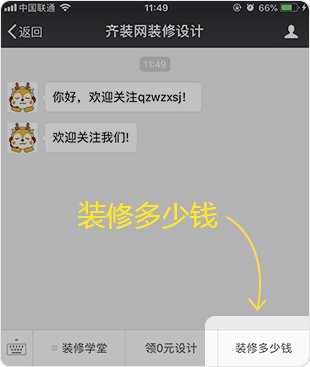 中国联通
11:49
66%
返回
齐装网装修设计
11:49
你好，欢迎关注qzwzxsj！
欢迎关注我们!
装修多少钱
装修学堂
领0元设计
装修多少钱